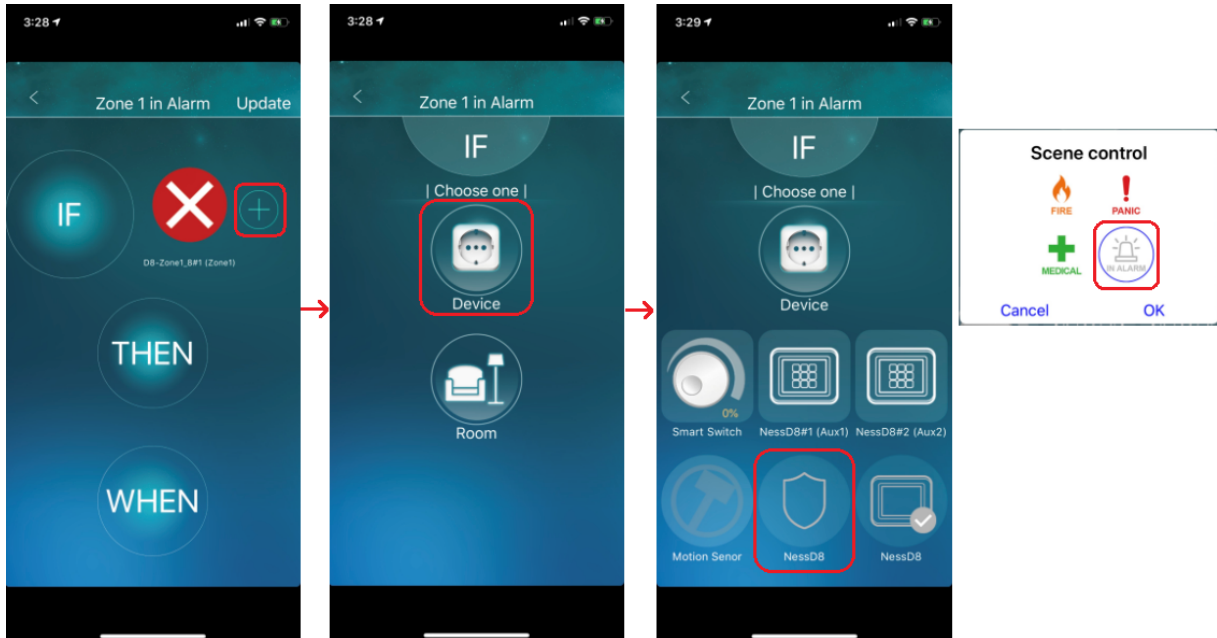 3:28
Zone 1 in Alarm Update
IF
D8-Zone1_8#1 (Zone1)
THEN
WHEN
3:28
Zone 1 in Alarm
IF
| Choose one |
Device
Room
3:29
Zone 1 in Alarm
IF
| Choose one |
Device
0%
Smart Switch NessD8#1 (Aux1) NessD8#2 (Aux2)
Motion Senor NessD8 NessD8
Scene control
FIRE PANIC
MEDICAL IN ALARM
Cancel OK